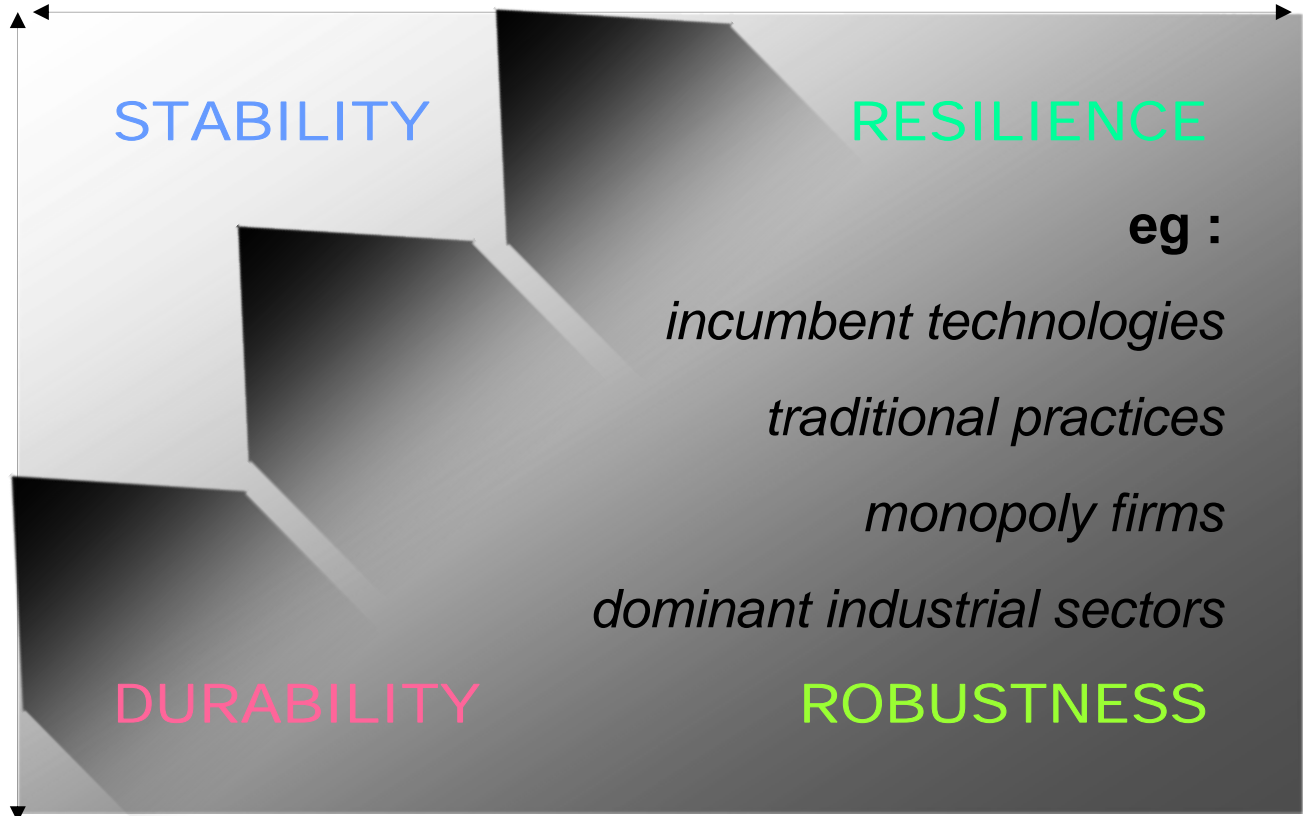 STABILITY
RESILIENCE
eg :
incumbent technologies
traditional practices
monopoly firms
dominant industrial sectors
DURABILITY
ROBUSTNESS